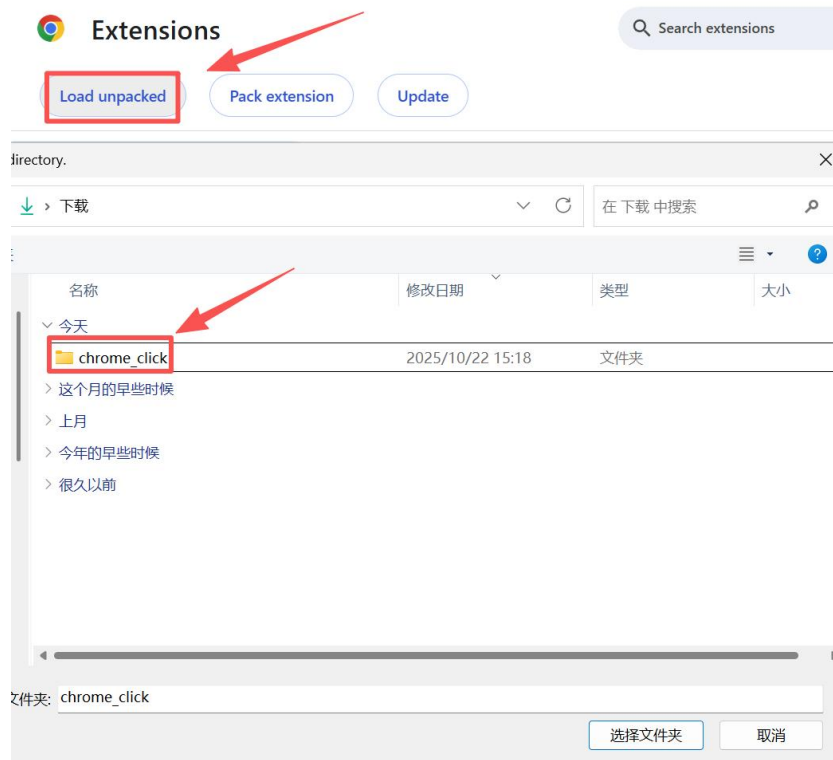 Extensions
Search extensions
Load unpacked
Pack extension
Update
directory.
下载
在 下载 中搜索
名称
修改日期
类型
大小
今天
chrome_click
2025/10/22 15:18
文件夹
这个月的早些时候
上月
今年的早些时候
很久以前
文件夹:
chrome_click
选择文件夹
取消